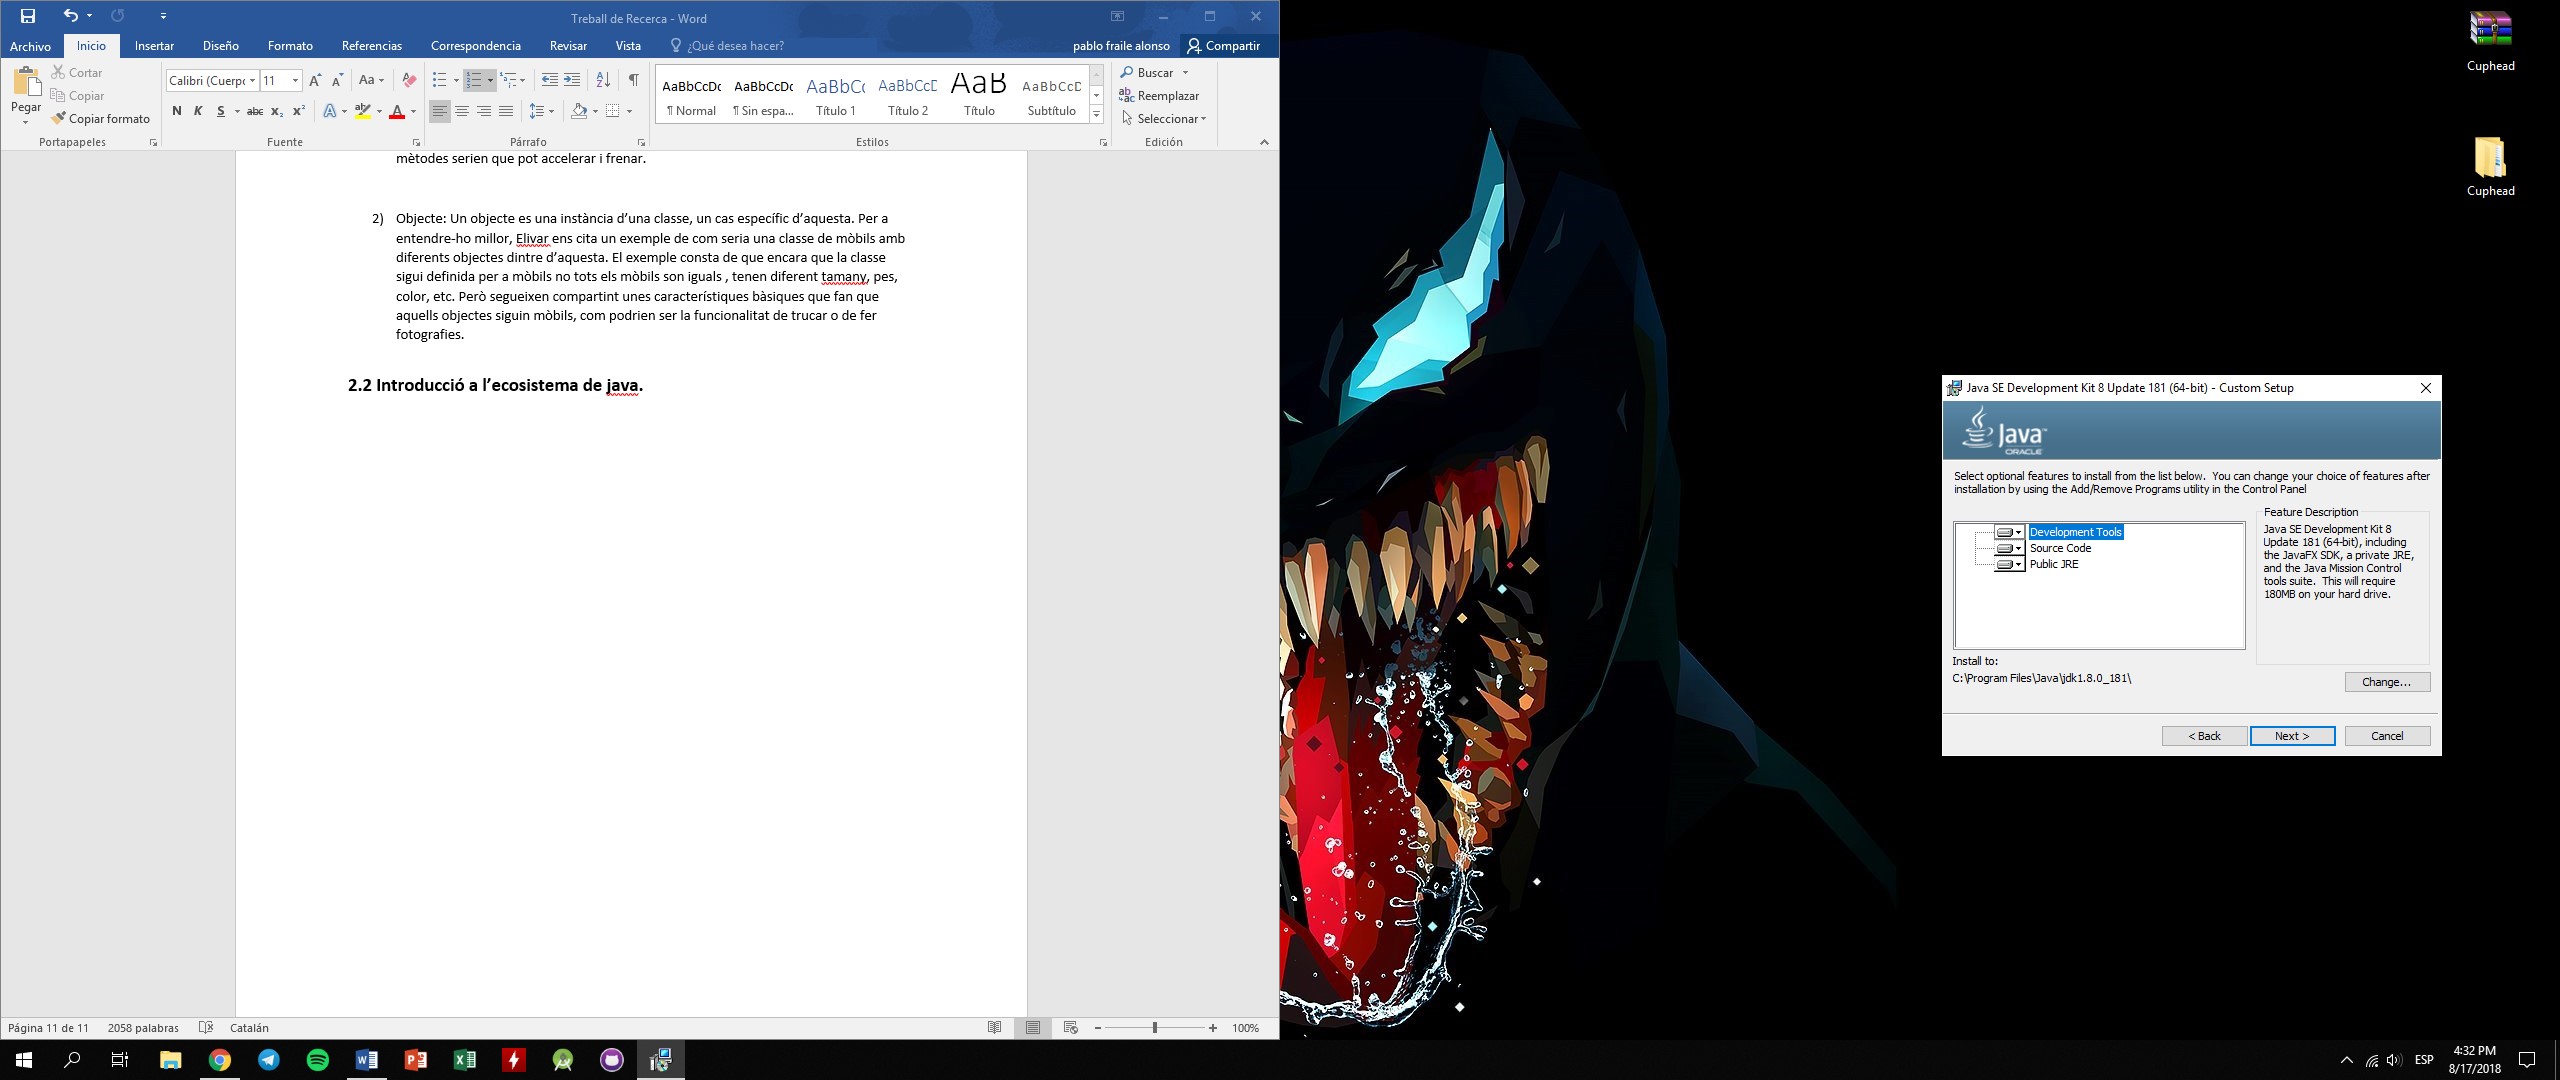 Treball de Recerca - Word
Archivo Inicio Insertar Diseño Formato Referencias Correspondencia Revisar Vista ¿Qué desea hacer? pablo fraile alonso Compartir
Pegar
Cortar
Copiar
Copiar formato
Portapapeles
Calibri (Cuerpo 11
Aa
N K S abc x₂ x²
Fuente
Párrafo
AaBbCcDc AaBbCcDc AaBbCc AaBbCcD AaB AaBbCcD
¶ Normal ¶ Sin espa... Título 1 Título 2 Título Subtítulo
Estilos
Buscar
Reemplazar
Seleccionar
Edición
mètodes serien que pot accelerar i frenar.
2) Objecte: Un objecte es una instància d’una classe, un cas específic d’aquesta. Per a
entendre-ho millor, Elivar ens cita un exemple de com seria una classe de mòbils amb
diferents objectes dintre d’aquesta. El exemple consta de que encara que la classe
sigui definida per a mòbils no tots els mòbils son iguals , tenen diferent tamany, pes,
color, etc. Però segueixen compartint unes característiques bàsiques que fan que
aquells objectes siguin mòbils, com podrien ser la funcionalitat de trucar o de fer
fotografies.
2.2 Introducció a l’ecosistema de java.
Página 11 de 11 2058 palabras Catalán 100%
Cuphead
Cuphead
Java SE Development Kit 8 Update 181 (64-bit) - Custom Setup
Java™
ORACLE
Select optional features to install from the list below. You can change your choice of features after
installation by using the Add/Remove Programs utility in the Control Panel
Development Tools
Source Code
Public JRE
Feature Description
Java SE Development Kit 8
Update 181 (64-bit), including
the JavaFX SDK, a private JRE,
and the Java Mission Control
tools suite. This will require
180MB on your hard drive.
Install to:
C:\Program Files\Java\jdk1.8.0_181\
Change...
< Back Next > Cancel
ESP
4:32 PM
8/17/2018